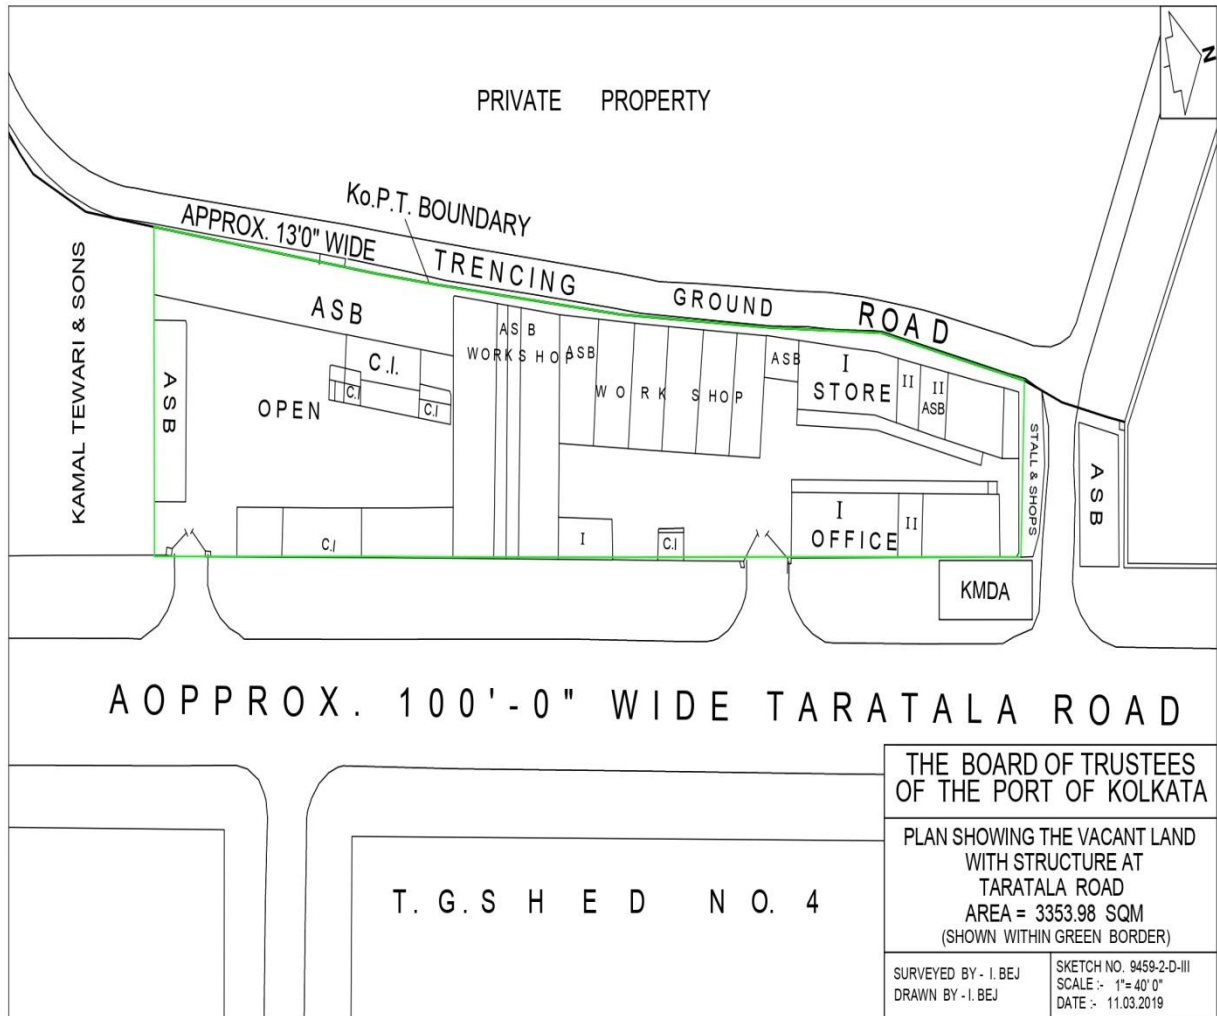 N
PRIVATE PROPERTY
Ko.P.T. BOUNDARY
APPROX. 13'0" WIDE
TRENCING GROUND ROAD
KAMAL TEWARI & SONS
ASB
ASB
OPEN
C.I.
C.I
C.I
C.I
ASB
WORKSHOP
ASB
WORK SHOP
ASB
I
STORE
II
II
ASB
STALL & SHOPS
ASB
I
C.I
I
OFFICE
II
KMDA
AOPPROX. 100'-0" WIDE TARATALA ROAD
T.G.SHED NO. 4
THE BOARD OF TRUSTEES
OF THE PORT OF KOLKATA
PLAN SHOWING THE VACANT LAND
WITH STRUCTURE AT
TARATALA ROAD
AREA = 3353.98 SQM
(SHOWN WITHIN GREEN BORDER)
SURVEYED BY - I. BEJ
DRAWN BY - I. BEJ
SKETCH NO. 9459-2-D-III
SCALE :- 1"= 40' 0"
DATE :- 11.03.2019